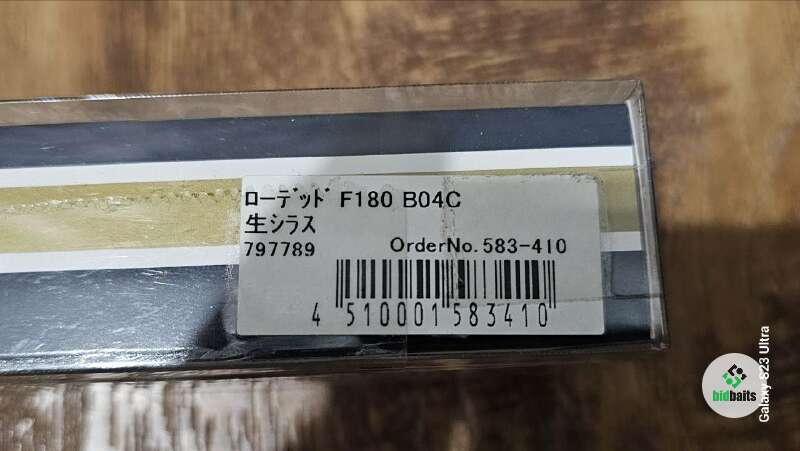 ローデッド F180 B04C
生シラス
797789 OrderNo.583-410
4 510001 583410
bidbaits
Galaxy S23 Ultra